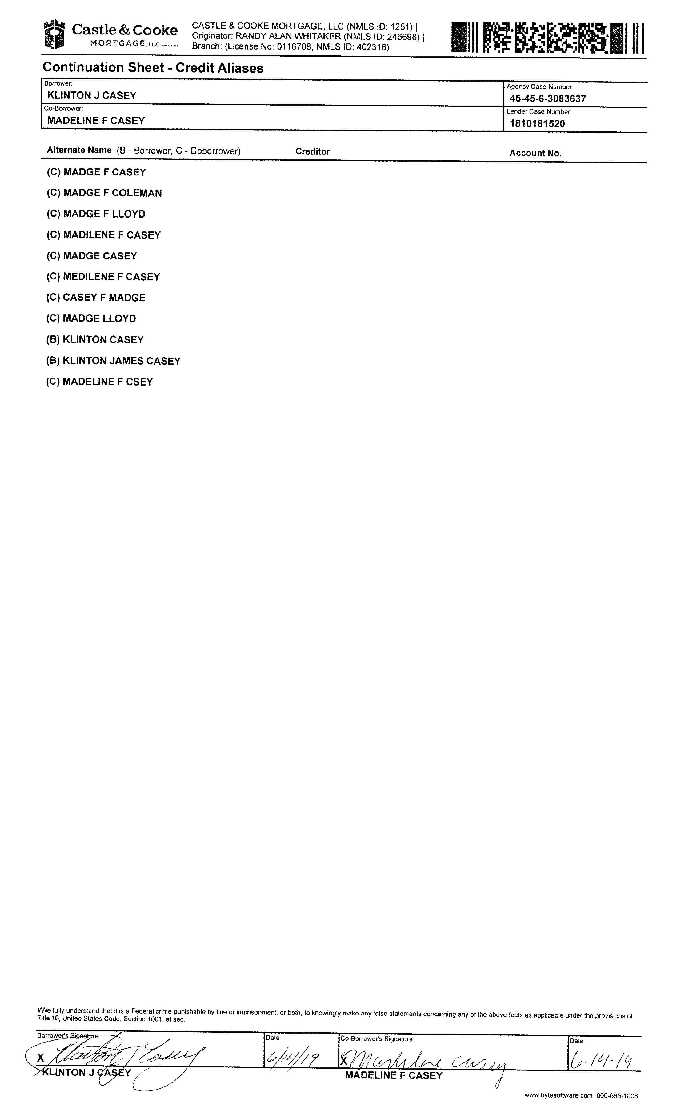 Castle & Cooke
MORTGAGE, LLC
CASTLE & COOKE MORTGAGE, LLC (NMLS ID: 1251) |
Originator: RANDY ALAN WHITAKER (NMLS ID: 246698) |
Branch: (License No: 0116708, NMLS ID: 402316)
Continuation Sheet - Credit Aliases
Borrower:
KLINTON J CASEY
Agency Case Number
45-45-6-3083637
Co-Borrower:
MADELINE F CASEY
Lender Case Number
1810181520
Alternate Name (B - Borrower, C - Coborrower) Creditor Account No.
(C) MADGE F CASEY
(C) MADGE F COLEMAN
(C) MADGE F LLOYD
(C) MADILENE F CASEY
(C) MADGE CASEY
(C) MEDILENE F CASEY
(C) CASEY F MADGE
(C) MADGE LLOYD
(B) KLINTON CASEY
(B) KLINTON JAMES CASEY
(C) MADELINE F CSEY
I/We fully understand that it is a Federal crime punishable by fine or imprisonment, or both, to knowingly make any false statements concerning any of the above facts as applicable under the provisions of
Title 18, United States Code, Section 1001, et seq.
Borrower's Signature Date Co-Borrower's Signature Date
X Klinton J Casey 6/14/19 X Madeline Casey 6-14-19
KLINTON J CASEY MADELINE F CASEY
www.bytesoftware.com